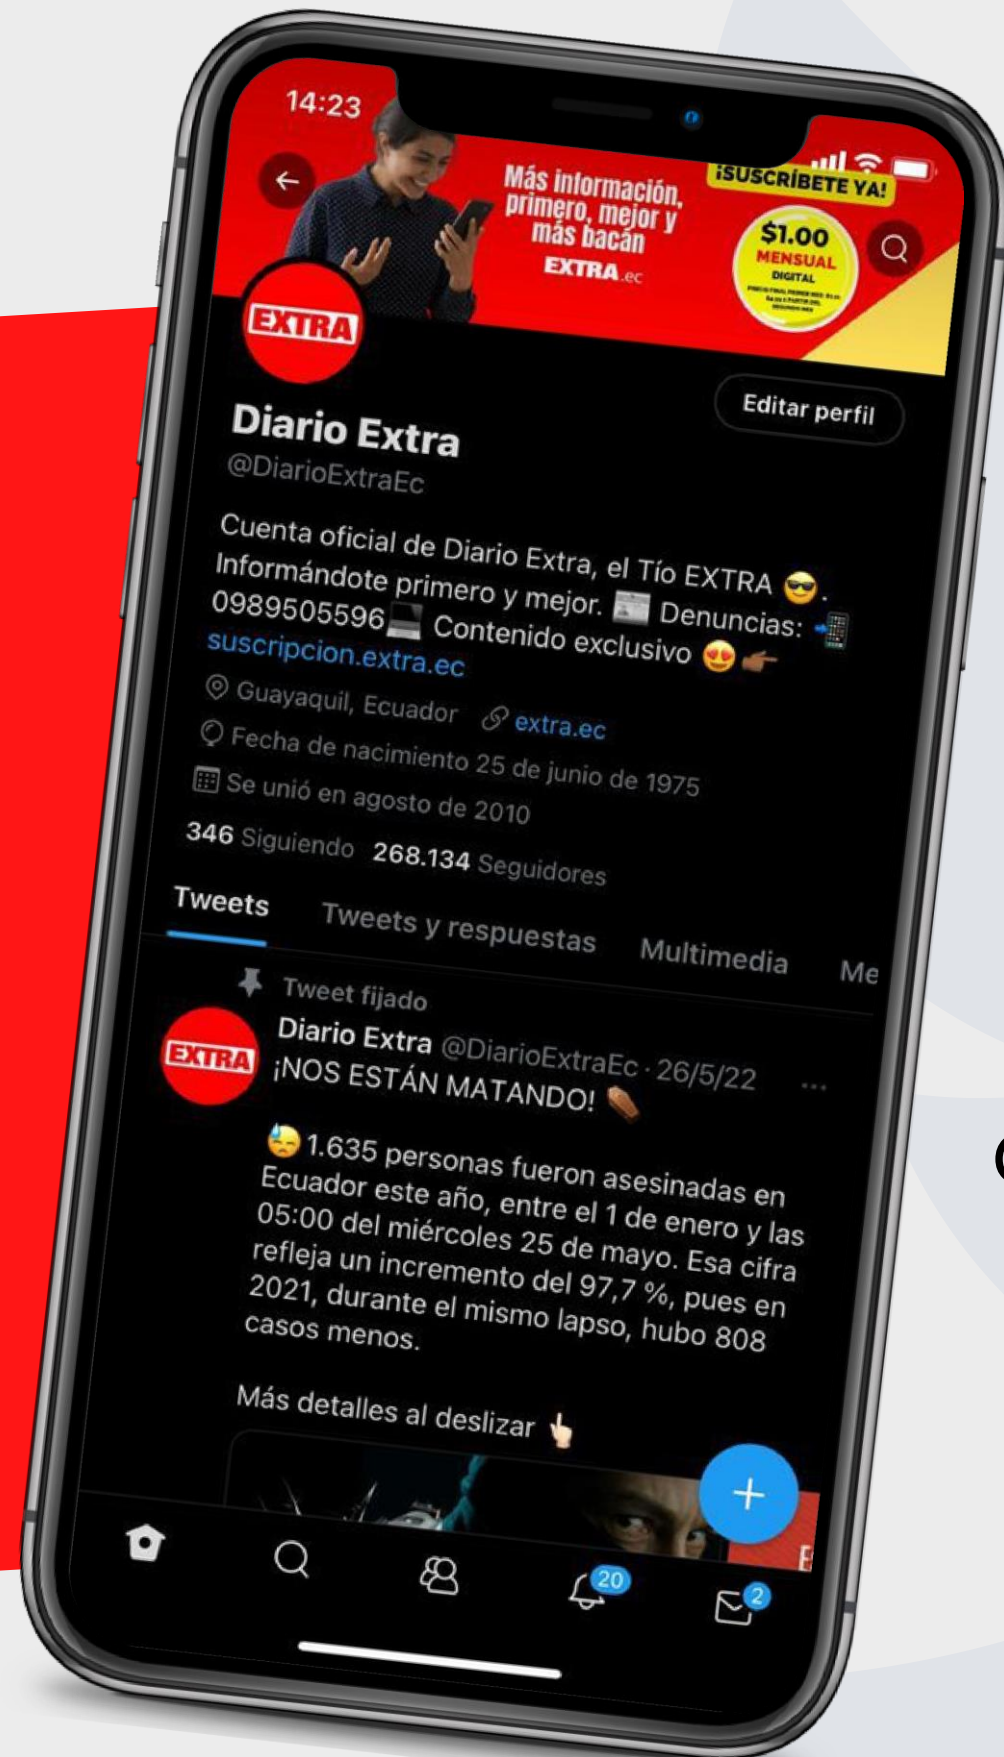 14:23
Más información,
primero, mejor y
más bacán
EXTRA.ec
¡SUSCRÍBETE YA!
$1.00
MENSUAL
DIGITAL
EXTRA
Editar perfil
Diario Extra
@DiarioExtraEc
Cuenta oficial de Diario Extra, el Tío EXTRA 😎.
Informándote primero y mejor. 📰 Denuncias: 📲
0989505596💻 Contenido exclusivo 😍👉🏾
suscripcion.extra.ec
Guayaquil, Ecuador extra.ec
Fecha de nacimiento 25 de junio de 1975
Se unió en agosto de 2010
346 Siguiendo 268.134 Seguidores
Tweets Tweets y respuestas Multimedia Me
Tweet fijado
EXTRA
Diario Extra @DiarioExtraEc · 26/5/22 ...
¡NOS ESTÁN MATANDO! ⚰️
😓 1.635 personas fueron asesinadas en
Ecuador este año, entre el 1 de enero y las
05:00 del miércoles 25 de mayo. Esa cifra
refleja un incremento del 97,7 %, pues en
2021, durante el mismo lapso, hubo 808
casos menos.
Más detalles al deslizar 👆🏻
20
2